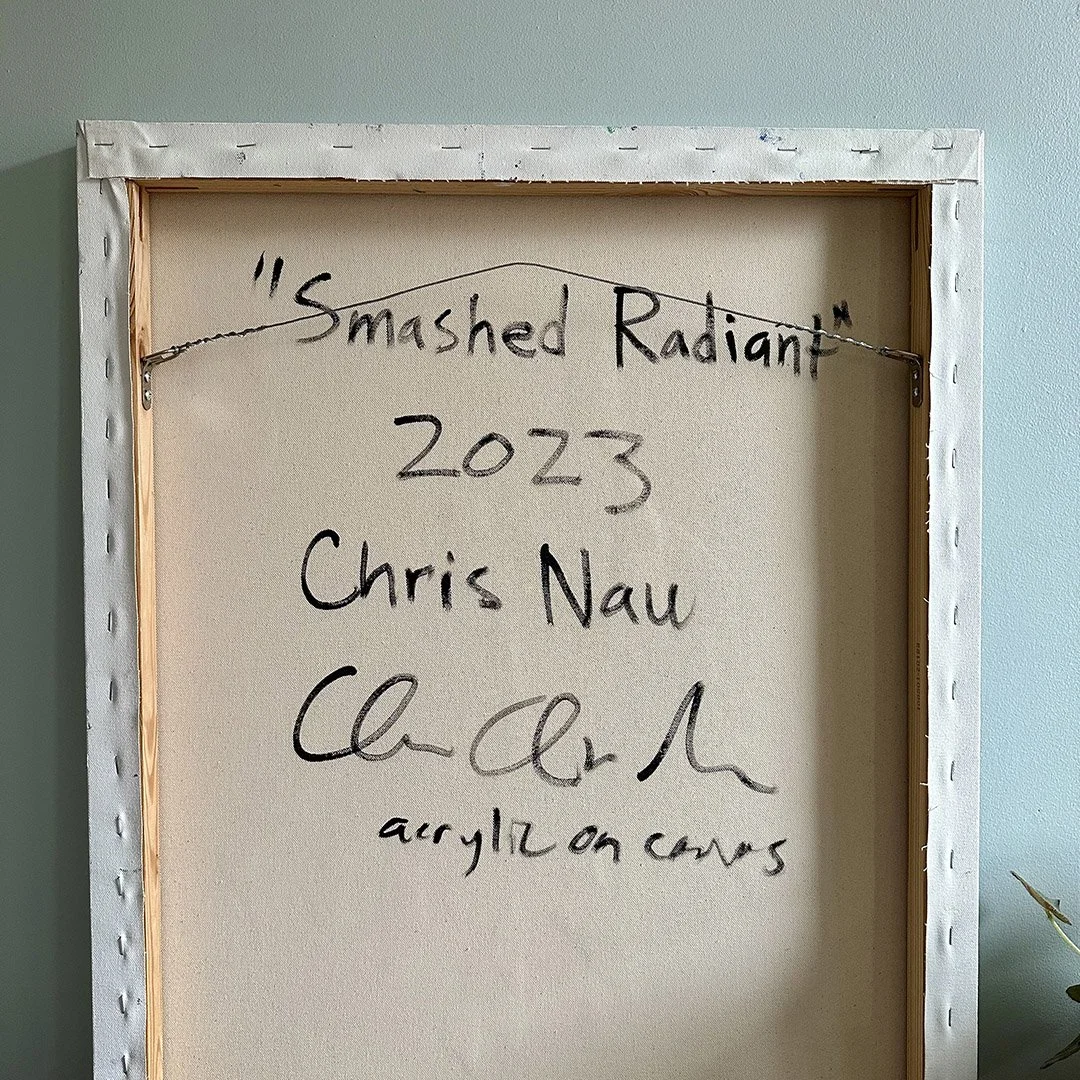 "Smashed Radiant"
2023
Chris Nau
acrylic on canvas